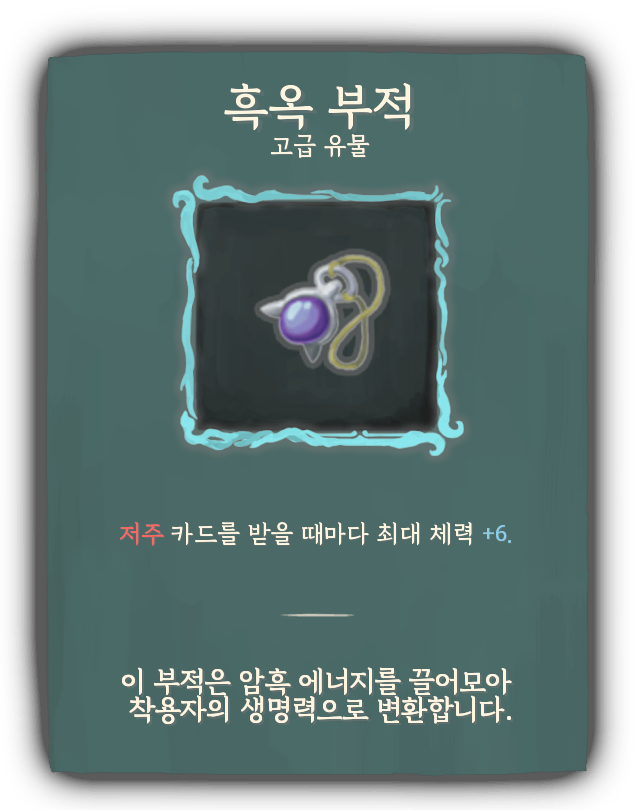 흑옥 부적
고급 유물
저주 카드를 받을 때마다 최대 체력 +6.
이 부적은 암흑 에너지를 끌어모아
착용자의 생명력으로 변환합니다.